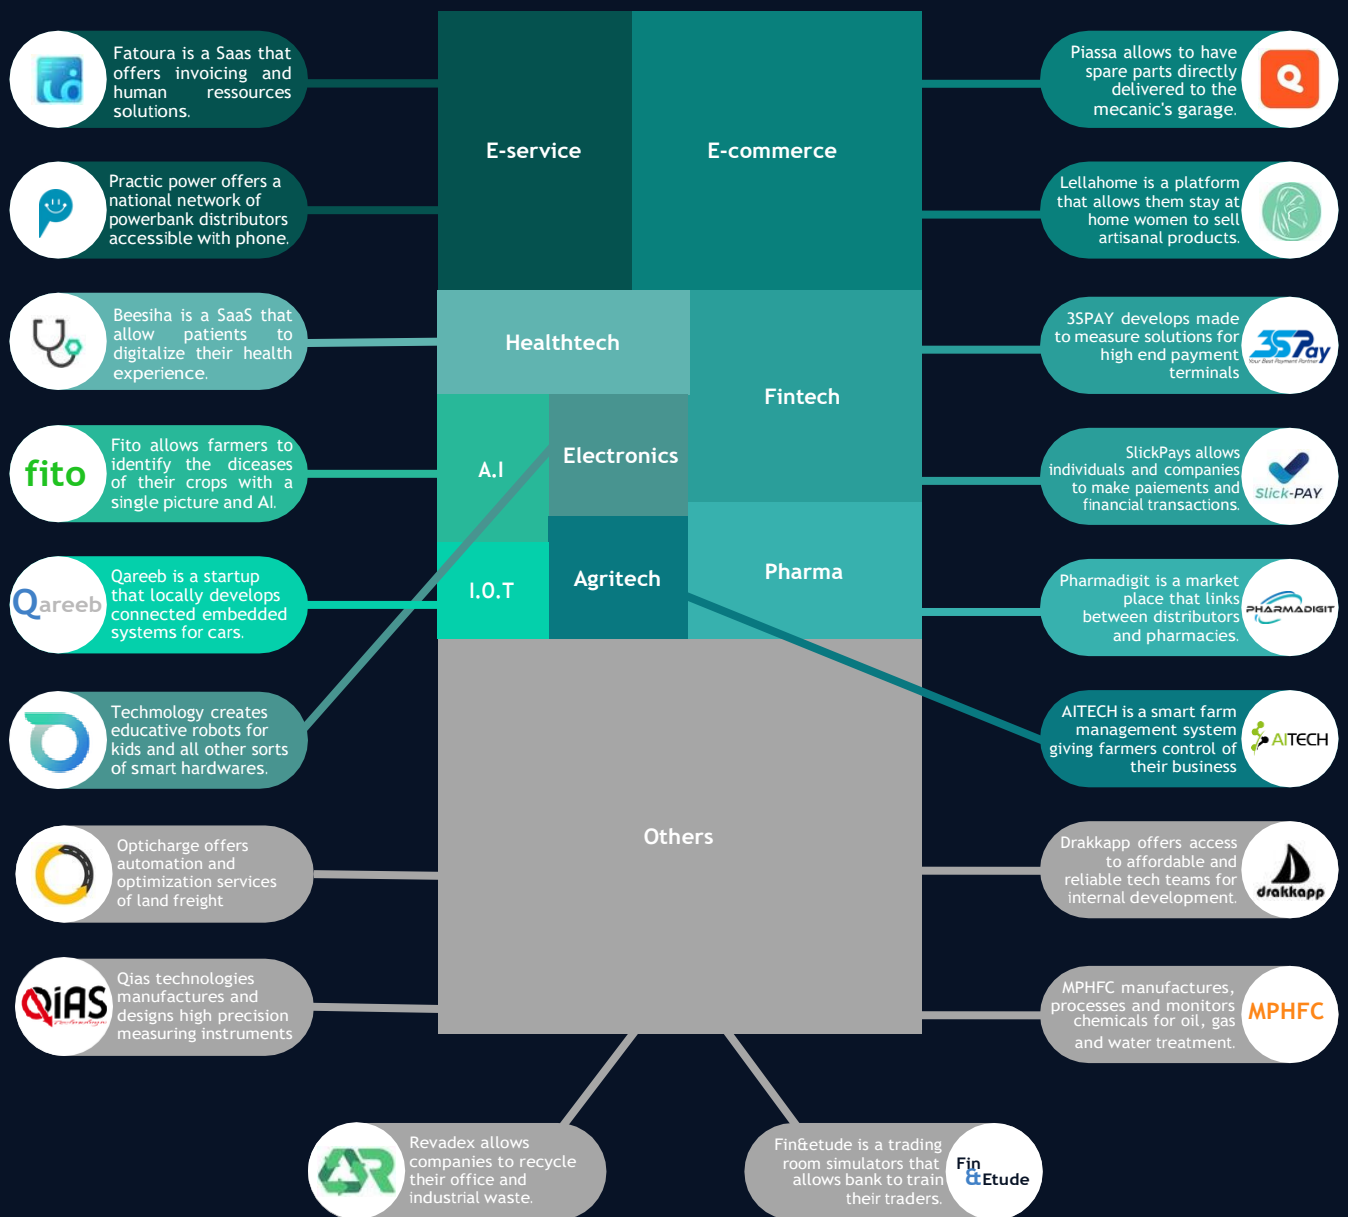 Fatoura is a Saas that
offers invoicing and
human ressources
solutions.
Practic power offers a
national network of
powerbank distributors
accessible with phone.
Beesiha is a SaaS that
allow patients to
digitalize their health
experience.
fito
Fito allows farmers to
identify the diceases
of their crops with a
single picture and AI.
Qareeb
Qareeb is a startup
that locally develops
connected embedded
systems for cars.
Techmology creates
educative robots for
kids and all other sorts
of smart hardwares.
Opticharge offers
automation and
optimization services
of land freight
QiAS
Technologie
Qias technologies
manufactures and
designs high precision
measuring instruments
E-service
E-commerce
Healthtech
Fintech
A.I
Electronics
I.O.T
Agritech
Pharma
Others
Piassa allows to have
spare parts directly
delivered to the
mecanic's garage.
Lellahome is a platform
that allows them stay at
home women to sell
artisanal products.
3SPAY develops made
to measure solutions for
high end payment
terminals
3SPay
Your Best Payment Partner
SlickPays allows
individuals and companies
to make paiements and
financial transactions.
Slick-PAY
Pharmadigit is a market
place that links
between distributors
and pharmacies.
PHARMADIGIT
AITECH is a smart farm
management system
giving farmers control of
their business
AITECH
Drakkapp offers access
to affordable and
reliable tech teams for
internal development.
drakkapp
MPHFC manufactures,
processes and monitors
chemicals for oil, gas
and water treatment.
MPHFC
Revadex allows
companies to recycle
their office and
industrial waste.
Fin&etude is a trading
room simulators that
allows bank to train
their traders.
Fin
&Etude